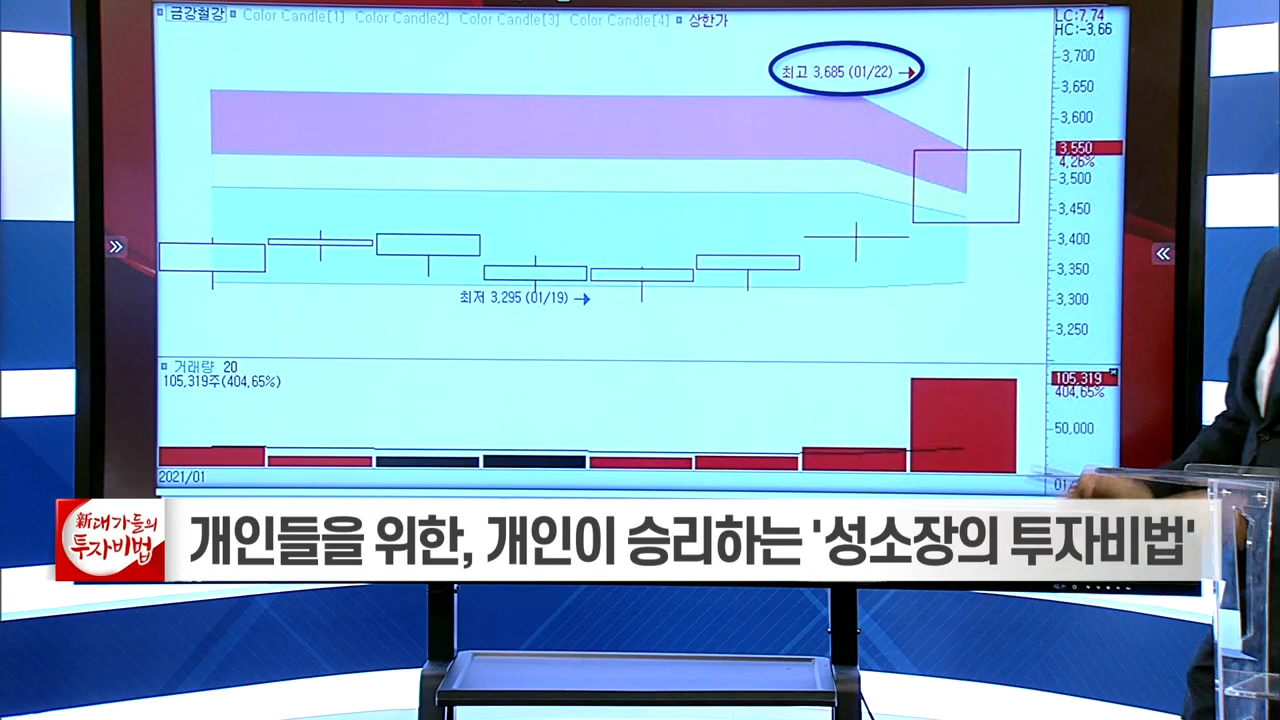 금강철강 Color Candle[1] Color Candle2] Color Candle[3] Color Candle[4] 상한가
LC:7,74
HC:-3,66
최고 3,685 (01/22)
3,700
3,650
3,600
3,550
4,26%
3,500
3,450
3,400
3,350
3,300
3,250
최저 3,295 (01/19)
거래량 20
105,319주(404,65%)
105,319
404,65%
50,000
2021/01
新대가들의
투자비법
개인들을 위한, 개인이 승리하는 '성소장의 투자비법'